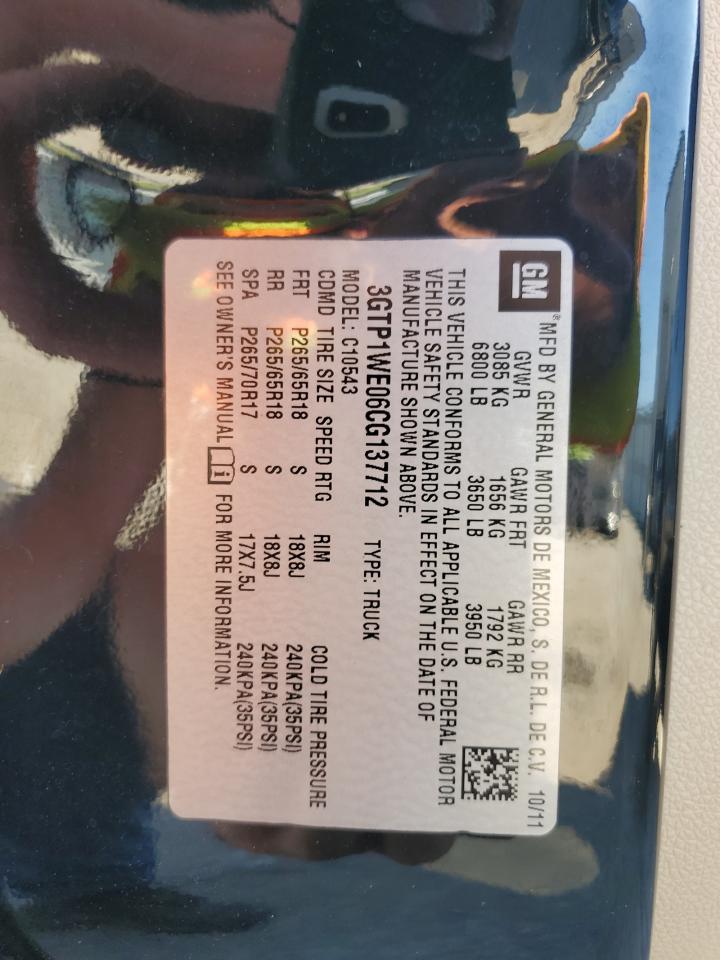 GM
® MFD BY GENERAL MOTORS DE MEXICO, S. DE R.L. DE C.V. 10/11
GVWR GAWR FRT GAWR RR
3085 KG 1656 KG 1792 KG
6800 LB 3650 LB 3950 LB
THIS VEHICLE CONFORMS TO ALL APPLICABLE U.S. FEDERAL MOTOR
VEHICLE SAFETY STANDARDS IN EFFECT ON THE DATE OF
MANUFACTURE SHOWN ABOVE.
3GTP1WE06CG137712 TYPE: TRUCK
MODEL: C10543
CDMD TIRE SIZE SPEED RTG RIM COLD TIRE PRESSURE
FRT P265/65R18 S 18X8J 240KPA(35PSI)
RR P265/65R18 S 18X8J 240KPA(35PSI)
SPA P265/70R17 S 17X7.5J 240KPA(35PSI)
SEE OWNER'S MANUAL i FOR MORE INFORMATION.